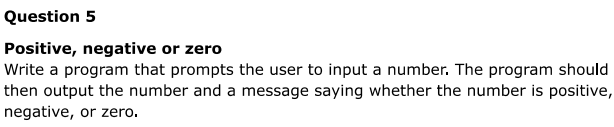 Question 5
Positive, negative or zero
Write a program that prompts the user to input a number. The program should
then output the number and a message saying whether the number is positive,
negative, or zero.